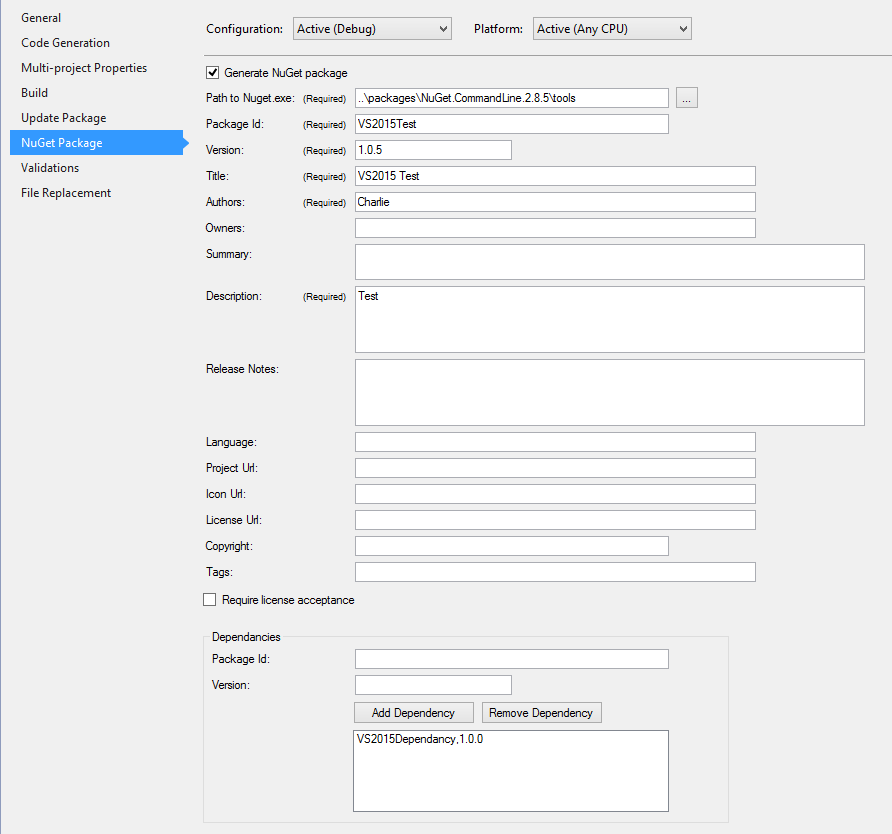 General
Code Generation
Multi-project Properties
Build
Update Package
NuGet Package
Validations
File Replacement
Configuration: Active (Debug) Platform: Active (Any CPU)
Generate NuGet package
Path to Nuget.exe: (Required) ..\packages\NuGet.CommandLine.2.8.5\tools ...
Package Id: (Required) VS2015Test
Version: (Required) 1.0.5
Title: (Required) VS2015 Test
Authors: (Required) Charlie
Owners:
Summary:
Description: (Required) Test
Release Notes:
Language:
Project Url:
Icon Url:
License Url:
Copyright:
Tags:
Require license acceptance
Dependancies
Package Id:
Version:
Add Dependency Remove Dependency
VS2015Dependancy,1.0.0